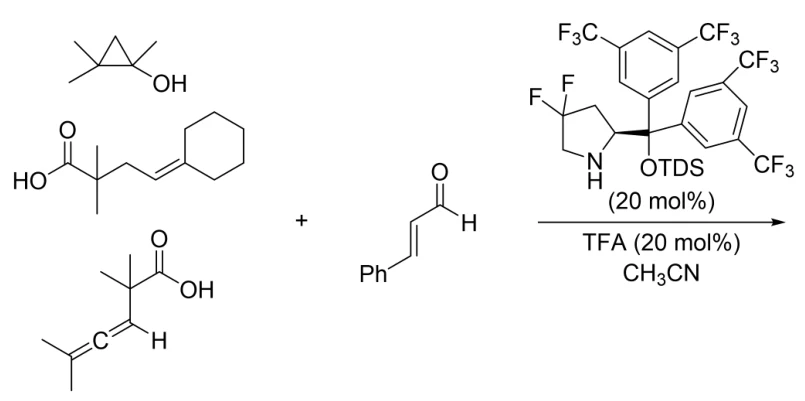 F3C
CF3
CF3
F
F
OH
O
HO
N
H
OTDS
CF3
O
H
(20 mol%)
+
Ph
TFA (20 mol%)
CH3CN
O
OH
C
H